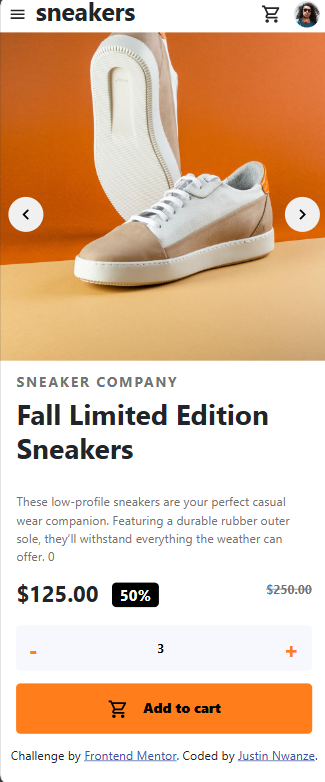 sneakers
SNEAKER COMPANY
Fall Limited Edition
Sneakers
These low-profile sneakers are your perfect casual
wear companion. Featuring a durable rubber outer
sole, they'll withstand everything the weather can
offer. 0
$125.00 50% $250.00
- 3 +
Add to cart
Challenge by Frontend Mentor. Coded by Justin Nwanze.